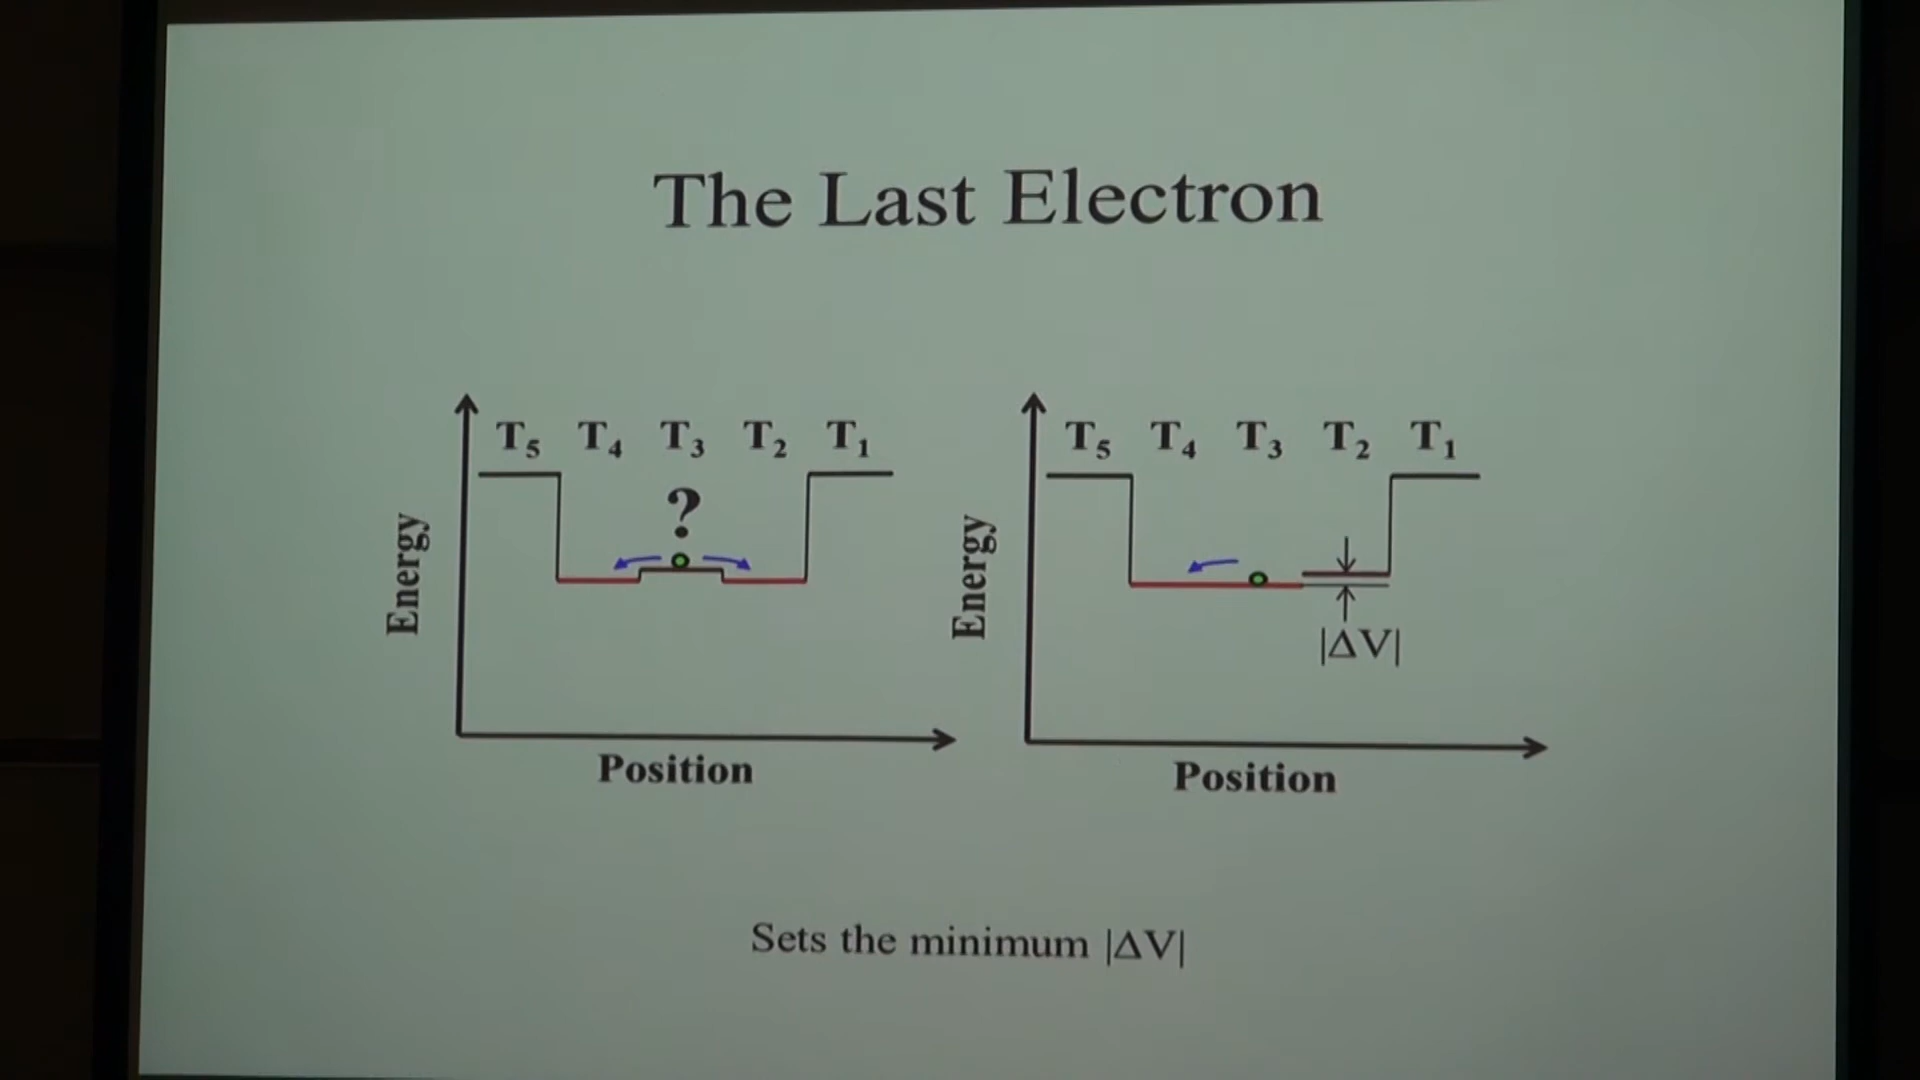 The Last Electron
T₅ T₄ T₃ T₂ T₁
?
Energy
Position
T₅ T₄ T₃ T₂ T₁
Energy
|ΔV|
Position
Sets the minimum |ΔV|